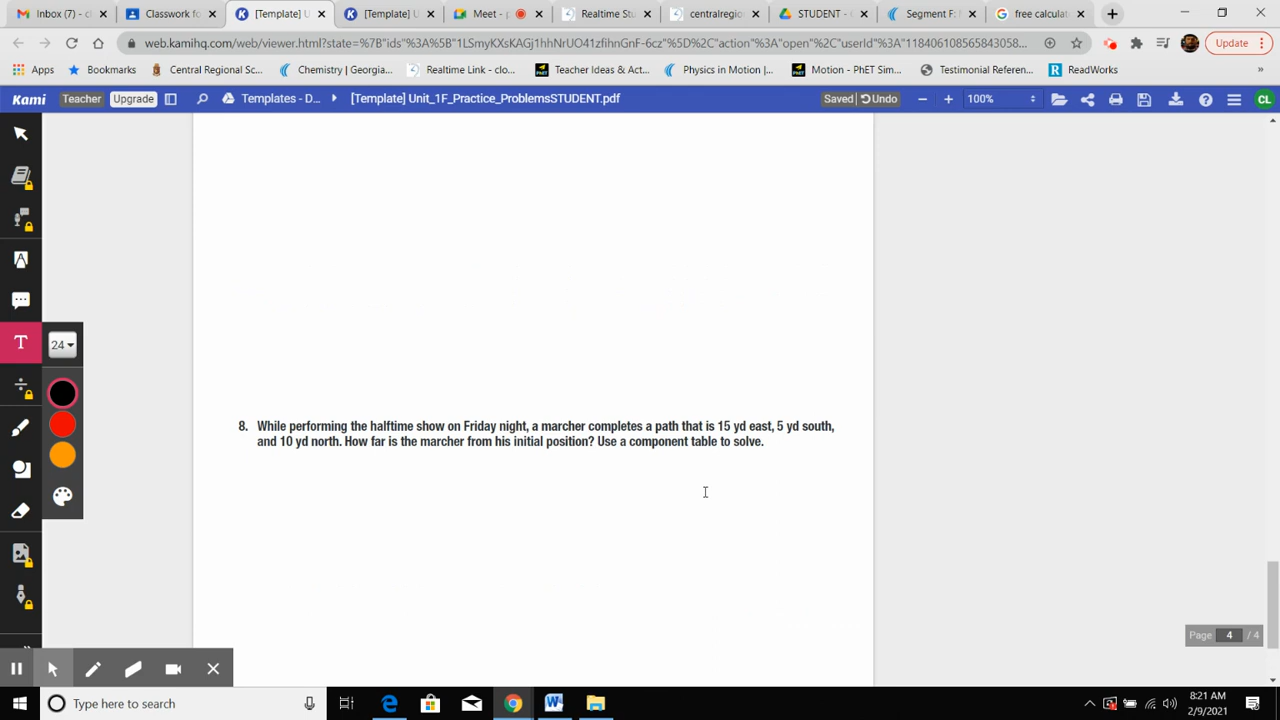 Inbox (7) - cl
Classwork fo
[Template] U
[Template] U
Meet -
Realtime Stu
centralregio
STUDENT - G
Segment F: M
free calculat
web.kamihq.com/web/viewer.html?state=%7B"ids"%3A%5B"1LSmyKXsKAGj1hhNrUO41zfihnGnF-6cz"%5D%2C"action"%3A"open"%2C"userId"%3A"118406108565843058...
Update
Apps
Bookmarks
Central Regional Sc...
Chemistry | Georgia...
Realtime Link - clo...
Teacher Ideas & Act...
Physics in Motion |...
Motion - PhET Sim...
Testimonial Referen...
ReadWorks
»
Kami
Teacher
Upgrade
Templates - D...
[Template] Unit_1F_Practice_ProblemsSTUDENT.pdf
Saved
Undo
100%
CL
T
24
8. While performing the halftime show on Friday night, a marcher completes a path that is 15 yd east, 5 yd south,
and 10 yd north. How far is the marcher from his initial position? Use a component table to solve.
Page 4 / 4
Type here to search
8:21 AM
2/9/2021